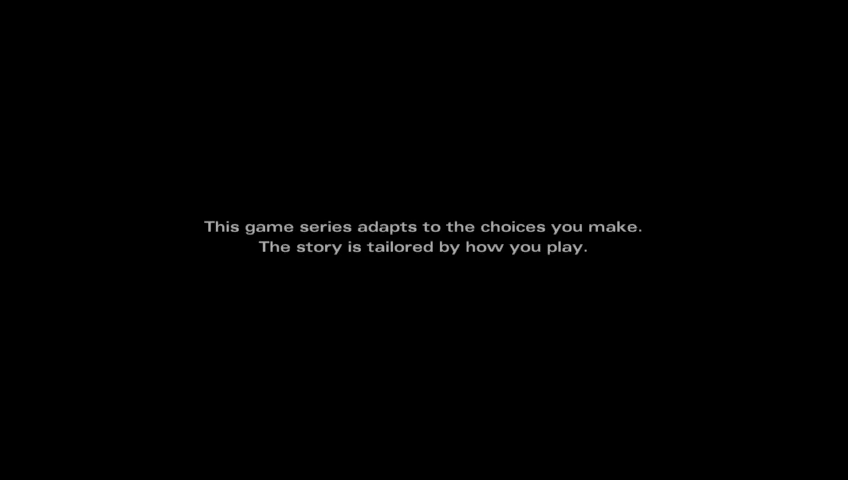 This game series adapts to the choices you make.
The story is tailored by how you play.